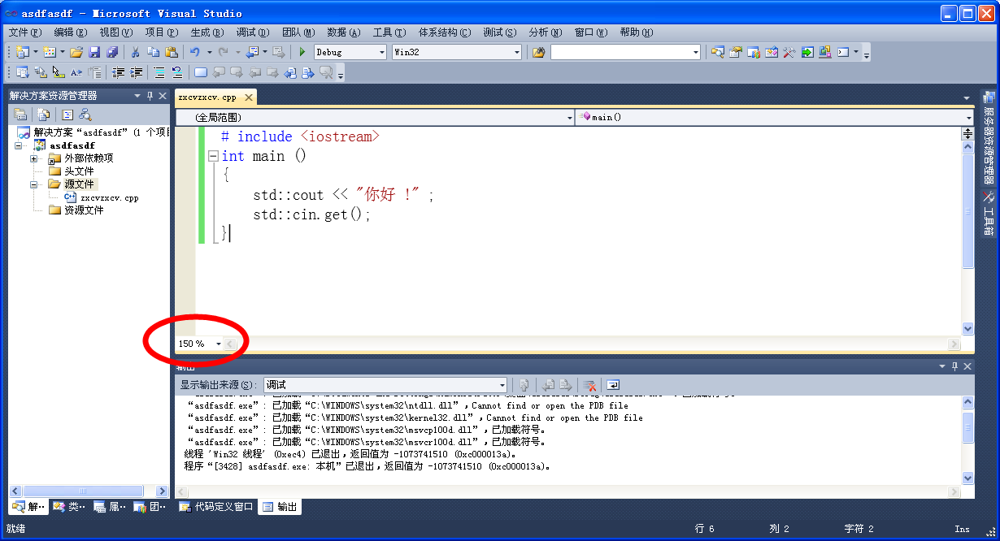 asdfasdf - Microsoft Visual Studio
文件(F) 编辑(E) 视图(V) 项目(P) 生成(B) 调试(D) 团队(M) 数据(A) 工具(T) 体系结构(C) 测试(S) 分析(N) 窗口(W) 帮助(H)
Debug Win32
解决方案资源管理器
解决方案“asdfasdf”(1 个项目
asdfasdf
外部依赖项
头文件
源文件
zxcvzxcv.cpp
资源文件
解·· 类·· 属·· 团··
zxcvzxcv.cpp
(全局范围) main()
# include <iostream>
int main ()
{
std::cout << "你好 !" ;
std::cin.get();
}
150 %
输出
显示输出来源(S): 调试
“asdfasdf.exe”: 已加载“C:\WINDOWS\system32\ntdll.dll”，Cannot find or open the PDB file
“asdfasdf.exe”: 已加载“C:\WINDOWS\system32\kernel32.dll”，Cannot find or open the PDB file
“asdfasdf.exe”: 已加载“C:\WINDOWS\system32\msvcp100d.dll”，已加载符号。
“asdfasdf.exe”: 已加载“C:\WINDOWS\system32\msvcr100d.dll”，已加载符号。
线程 'Win32 线程' (0xec4) 已退出，返回值为 -1073741510 (0xc000013a)。
程序“[3428] asdfasdf.exe: 本机”已退出，返回值为 -1073741510 (0xc000013a)。
代码定义窗口 输出
服务器资源管理器
工具箱
就绪 行 6 列 2 字符 2 Ins